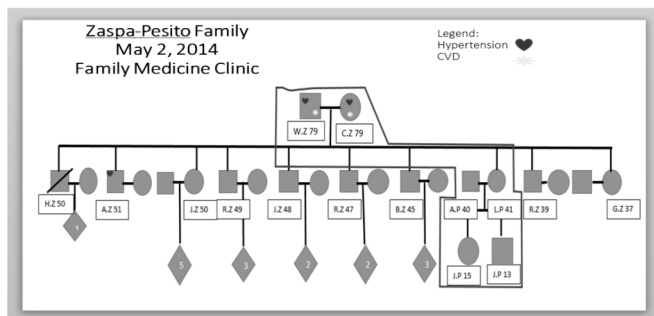 Zaspa-Pesito Family
May 2, 2014
Family Medicine Clinic
Legend:
Hypertension
CVD
W.Z 79
C.Z 79
H.Z 50
A.Z 51
J.Z 50
R.Z 49
J.Z 48
R.Z 47
B.Z 45
A.P 40
L.P 41
R.Z 39
G.Z 37
1
5
3
2
2
3
J.P 15
J.P 13